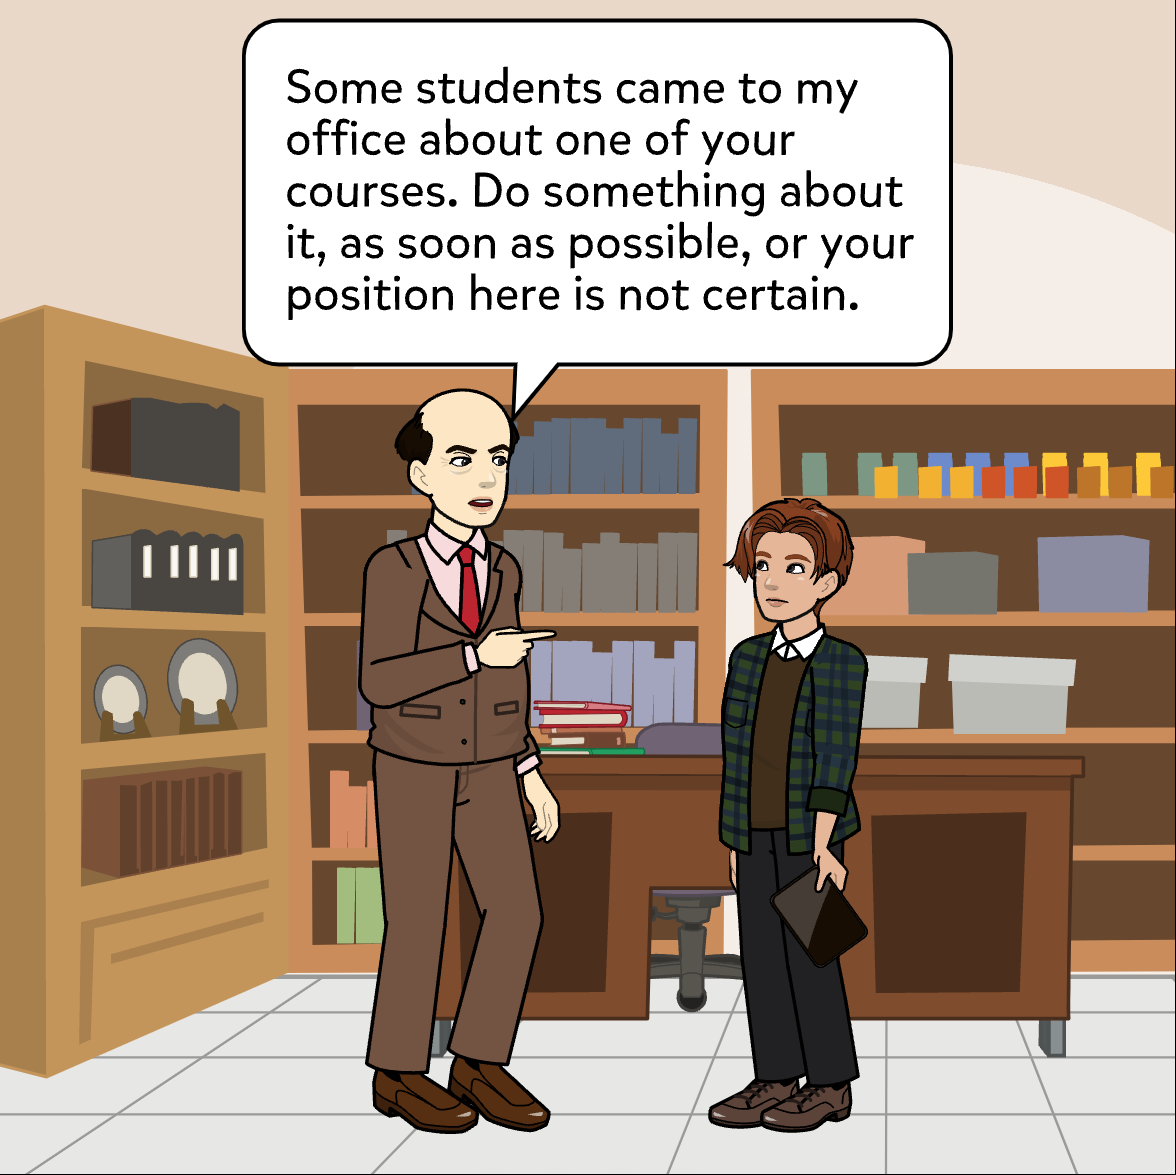 Some students came to my
office about one of your
courses. Do something about
it, as soon as possible, or your
position here is not certain.